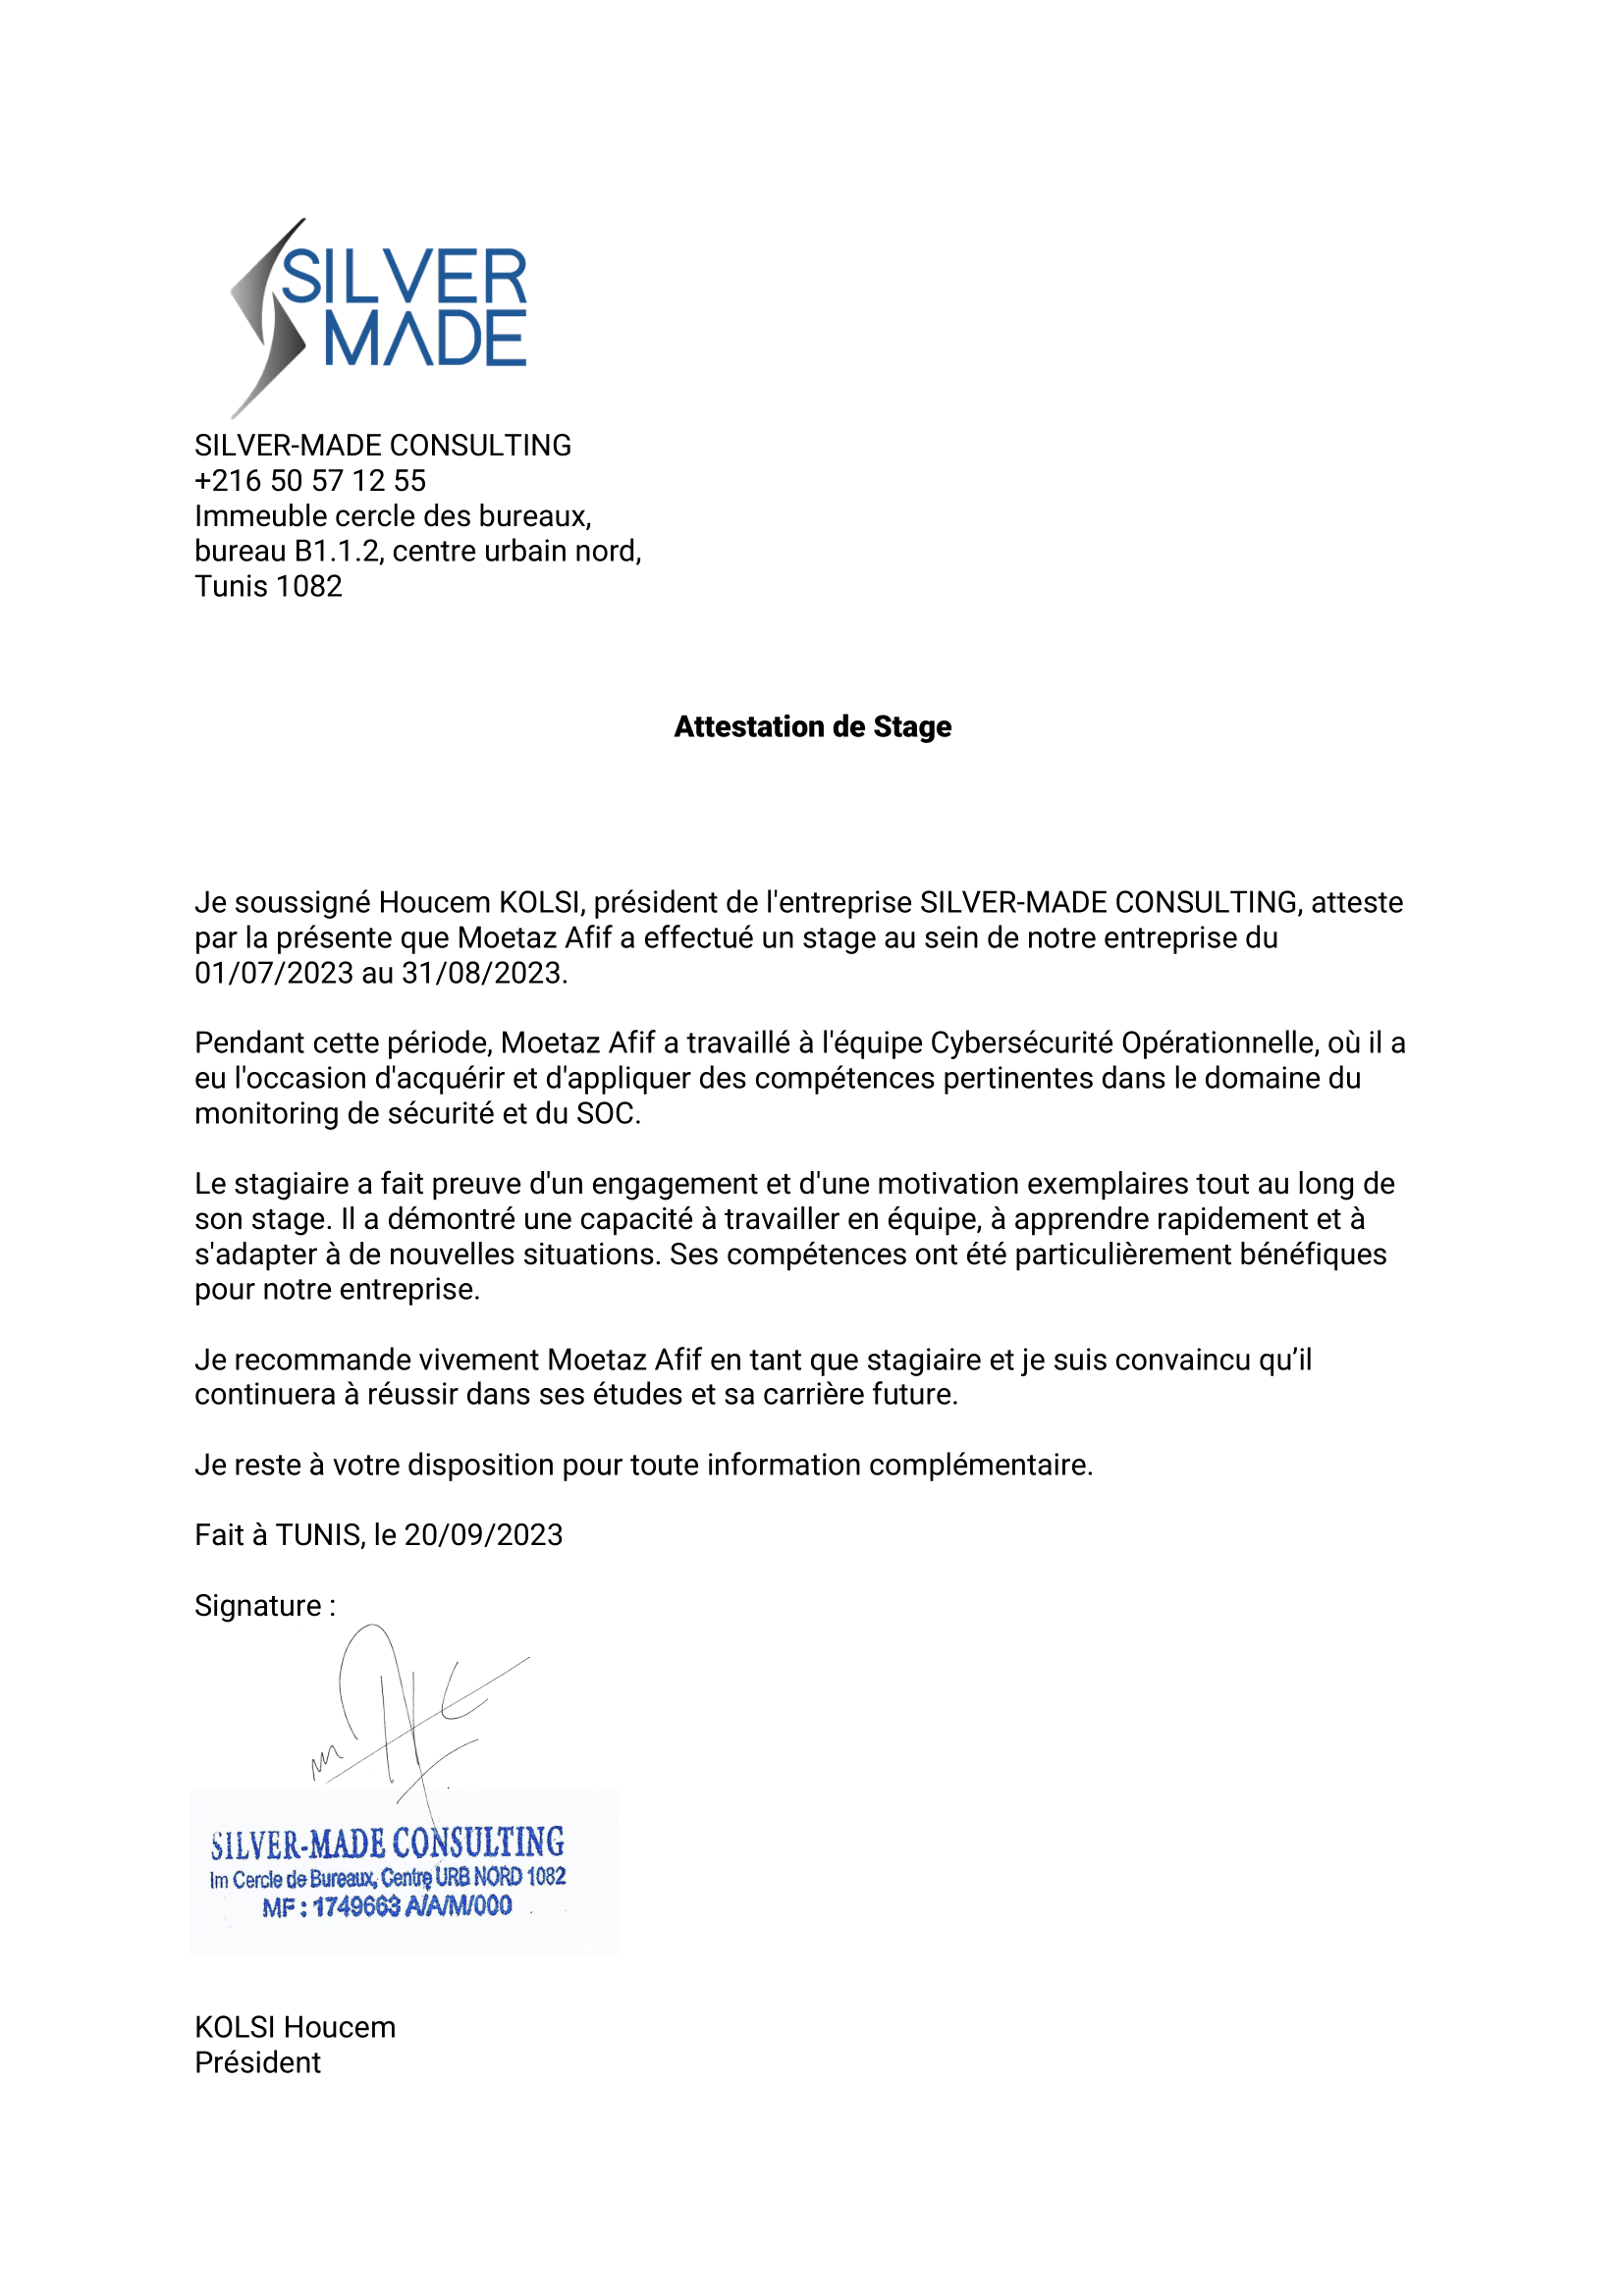 SILVER
MADE
SILVER-MADE CONSULTING
+216 50 57 12 55
Immeuble cercle des bureaux,
bureau B1.1.2, centre urbain nord,
Tunis 1082
Attestation de Stage
Je soussigné Houcem KOLSI, président de l'entreprise SILVER-MADE CONSULTING, atteste
par la présente que Moetaz Afif a effectué un stage au sein de notre entreprise du
01/07/2023 au 31/08/2023.
Pendant cette période, Moetaz Afif a travaillé à l'équipe Cybersécurité Opérationnelle, où il a
eu l'occasion d'acquérir et d'appliquer des compétences pertinentes dans le domaine du
monitoring de sécurité et du SOC.
Le stagiaire a fait preuve d'un engagement et d'une motivation exemplaires tout au long de
son stage. Il a démontré une capacité à travailler en équipe, à apprendre rapidement et à
s'adapter à de nouvelles situations. Ses compétences ont été particulièrement bénéfiques
pour notre entreprise.
Je recommande vivement Moetaz Afif en tant que stagiaire et je suis convaincu qu’il
continuera à réussir dans ses études et sa carrière future.
Je reste à votre disposition pour toute information complémentaire.
Fait à TUNIS, le 20/09/2023
Signature :
SILVER-MADE CONSULTING
Im Cercle de Bureaux, Centre URB NORD 1082
MF : 1749663 A/A/M/000
KOLSI Houcem
Président